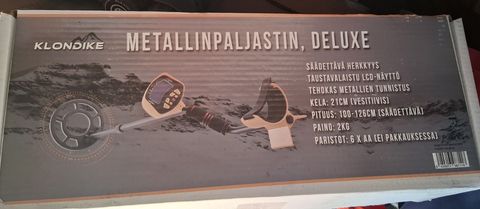 KLONDIKE
METALLINPALJASTIN, DELUXE
SÄÄDETTÄVÄ HERKKYYS
TAUSTAVALAISTU LCD-NÄYTTÖ
TEHOKAS METALLIEN TUNNISTUS
KELA: 21CM (VESITIIVIS)
PITUUS: 100-126CM (SÄÄDETTÄVÄ)
PAINO: 2KG
PARISTOT: 6 X AA (EI PAKKAUKSESSA)